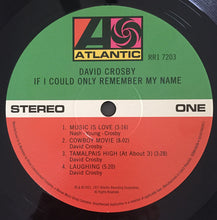 ATLANTIC
RR1 7203
DAVID CROSBY
IF I COULD ONLY REMEMBER MY NAME
STEREO
ONE
1. MUSIC IS LOVE (3:16)
Nash - Young - Crosby
2. COWBOY MOVIE (8:02)
David Crosby
3. TAMALPAIS HIGH (At About 3) (3:28)
David Crosby
4. LAUGHING (5:20)
David Crosby